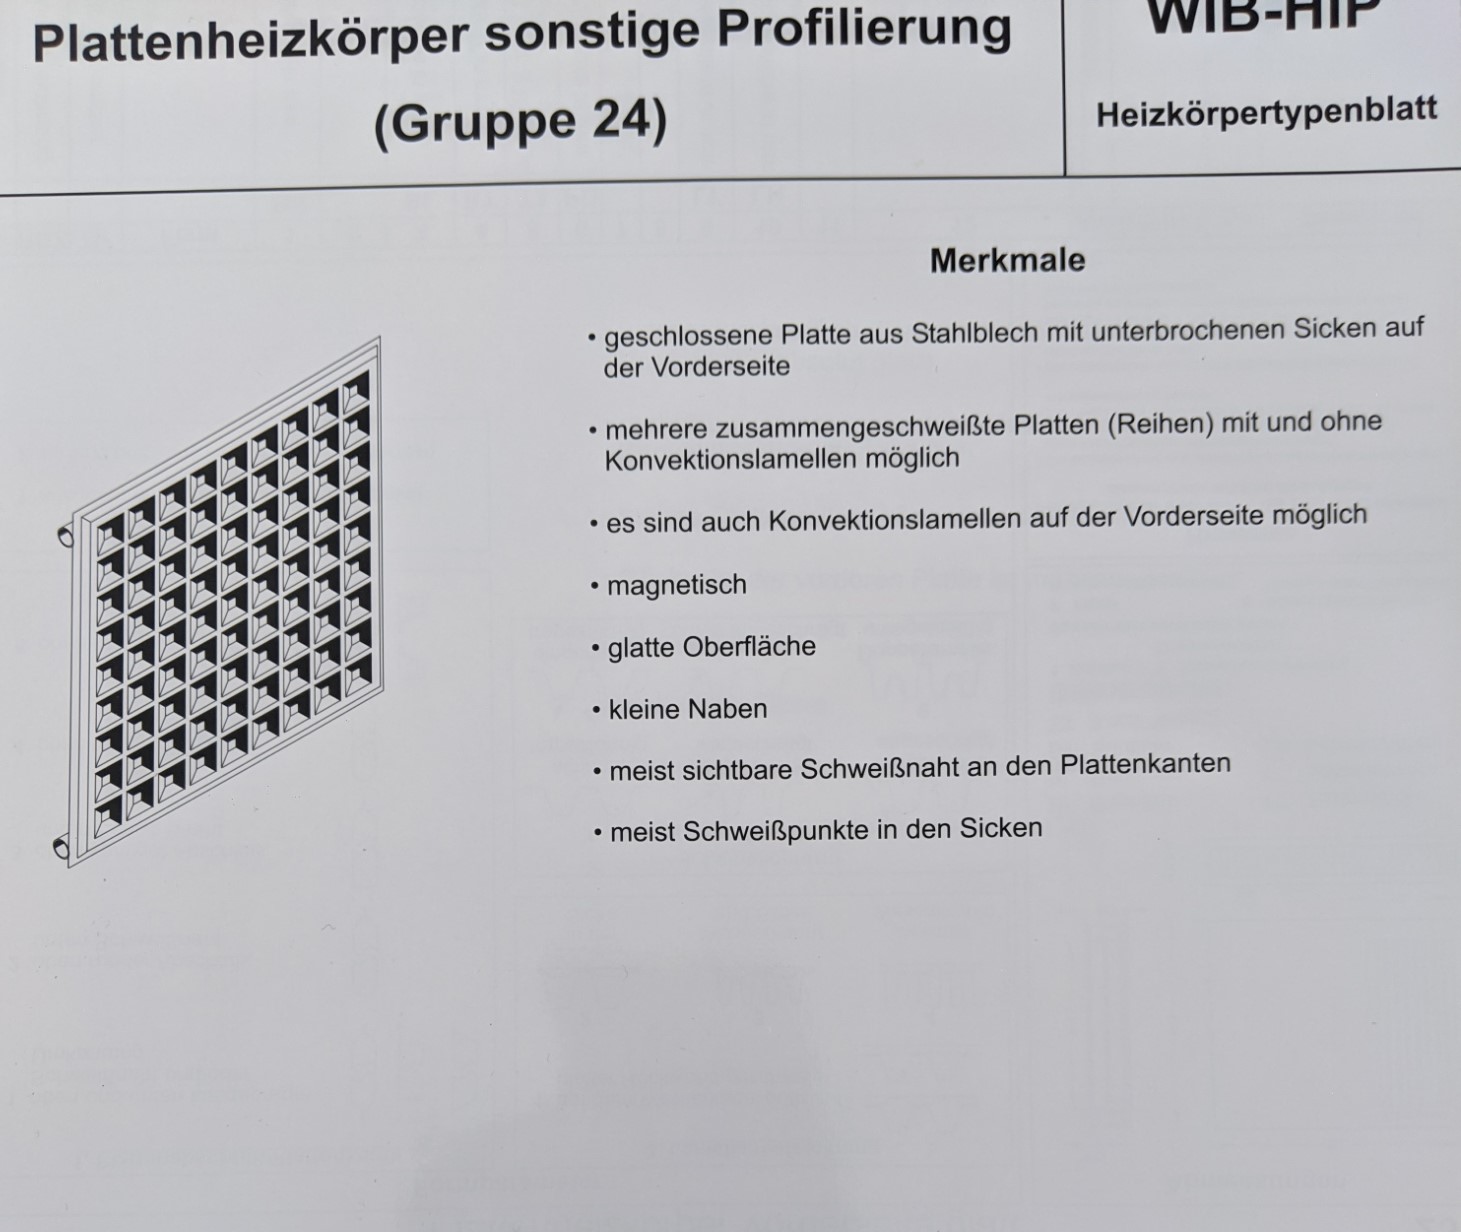 Plattenheizkörper sonstige Profilierung
(Gruppe 24)
WIB-HIP
Heizkörpertypenblatt
Merkmale
• geschlossene Platte aus Stahlblech mit unterbrochenen Sicken auf
der Vorderseite
• mehrere zusammengeschweißte Platten (Reihen) mit und ohne
Konvektionslamellen möglich
• es sind auch Konvektionslamellen auf der Vorderseite möglich
• magnetisch
• glatte Oberfläche
• kleine Naben
• meist sichtbare Schweißnaht an den Plattenkanten
• meist Schweißpunkte in den Sicken